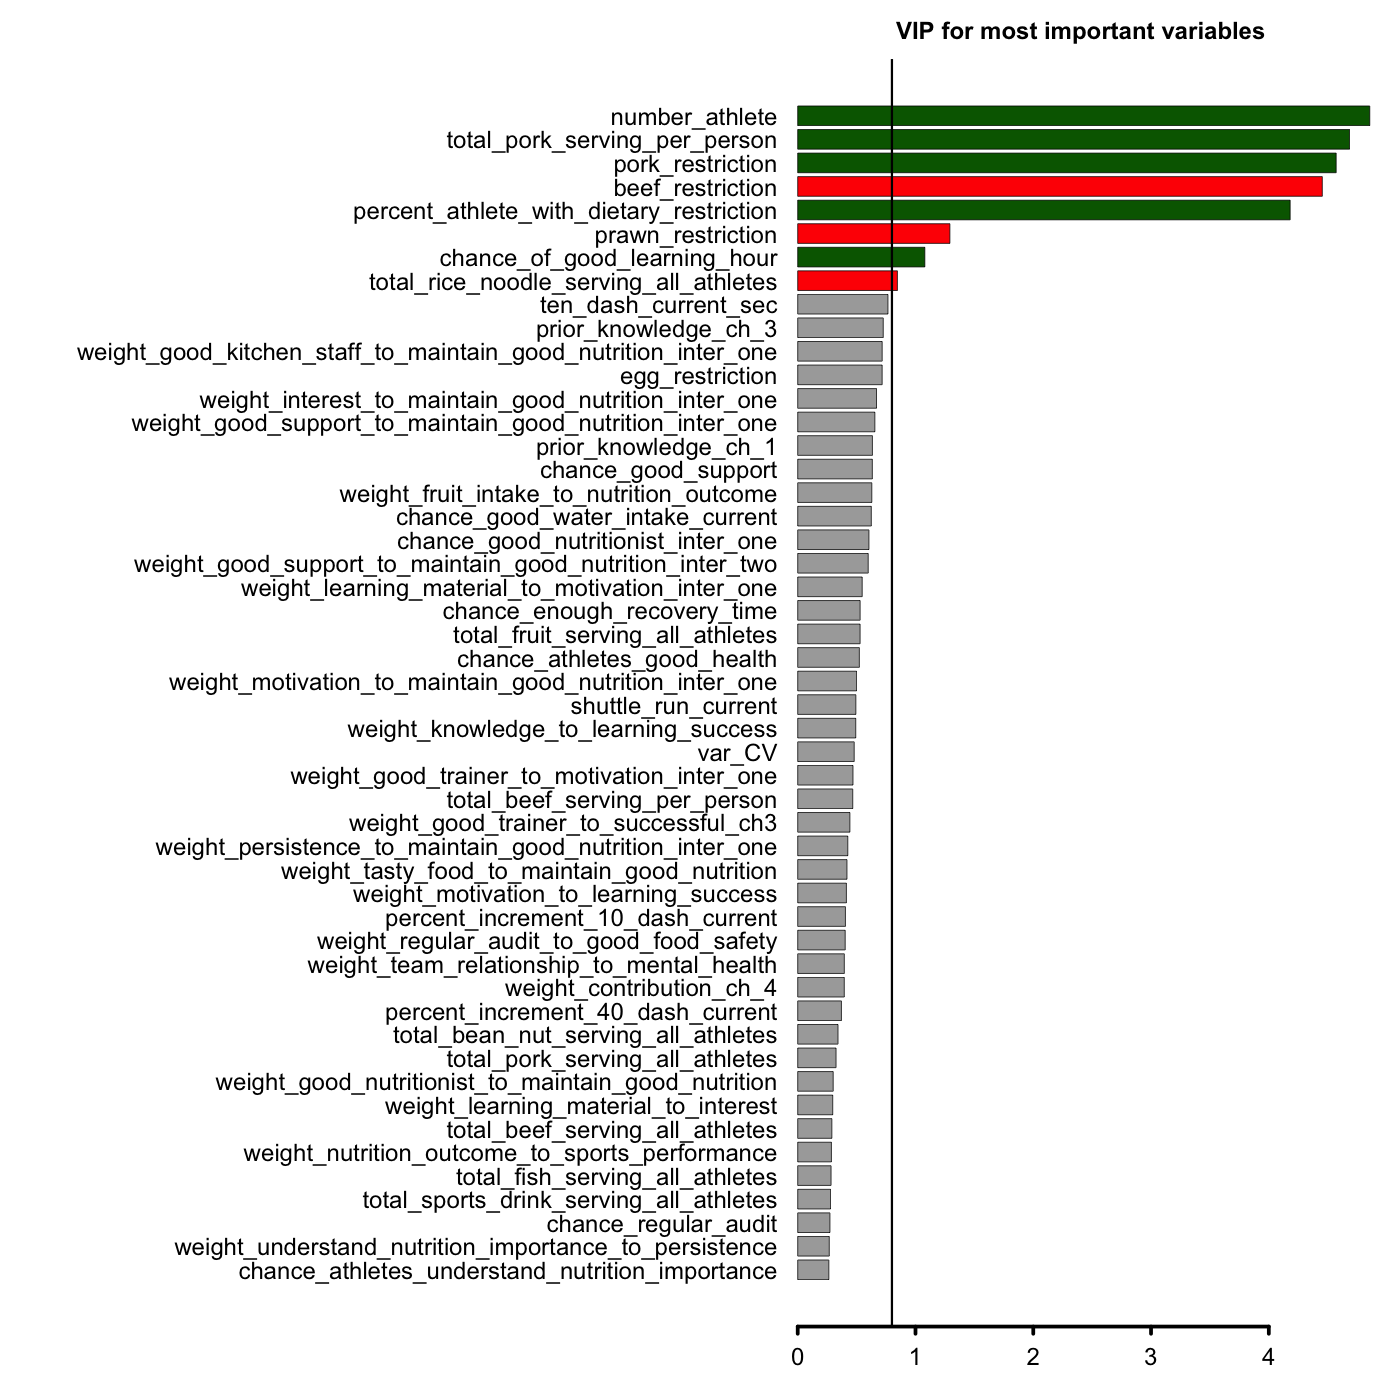 VIP for most important variables
number_athlete
total_pork_serving_per_person
pork_restriction
beef_restriction
percent_athlete_with_dietary_restriction
prawn_restriction
chance_of_good_learning_hour
total_rice_noodle_serving_all_athletes
ten_dash_current_sec
prior_knowledge_ch_3
weight_good_kitchen_staff_to_maintain_good_nutrition_inter_one
egg_restriction
weight_interest_to_maintain_good_nutrition_inter_one
weight_good_support_to_maintain_good_nutrition_inter_one
prior_knowledge_ch_1
chance_good_support
weight_fruit_intake_to_nutrition_outcome
chance_good_water_intake_current
chance_good_nutritionist_inter_one
weight_good_support_to_maintain_good_nutrition_inter_two
weight_learning_material_to_motivation_inter_one
chance_enough_recovery_time
total_fruit_serving_all_athletes
chance_athletes_good_health
weight_motivation_to_maintain_good_nutrition_inter_one
shuttle_run_current
weight_knowledge_to_learning_success
var_CV
weight_good_trainer_to_motivation_inter_one
total_beef_serving_per_person
weight_good_trainer_to_successful_ch3
weight_persistence_to_maintain_good_nutrition_inter_one
weight_tasty_food_to_maintain_good_nutrition
weight_motivation_to_learning_success
percent_increment_10_dash_current
weight_regular_audit_to_good_food_safety
weight_team_relationship_to_mental_health
weight_contribution_ch_4
percent_increment_40_dash_current
total_bean_nut_serving_all_athletes
total_pork_serving_all_athletes
weight_good_nutritionist_to_maintain_good_nutrition
weight_learning_material_to_interest
total_beef_serving_all_athletes
weight_nutrition_outcome_to_sports_performance
total_fish_serving_all_athletes
total_sports_drink_serving_all_athletes
chance_regular_audit
weight_understand_nutrition_importance_to_persistence
chance_athletes_understand_nutrition_importance
0 1 2 3 4